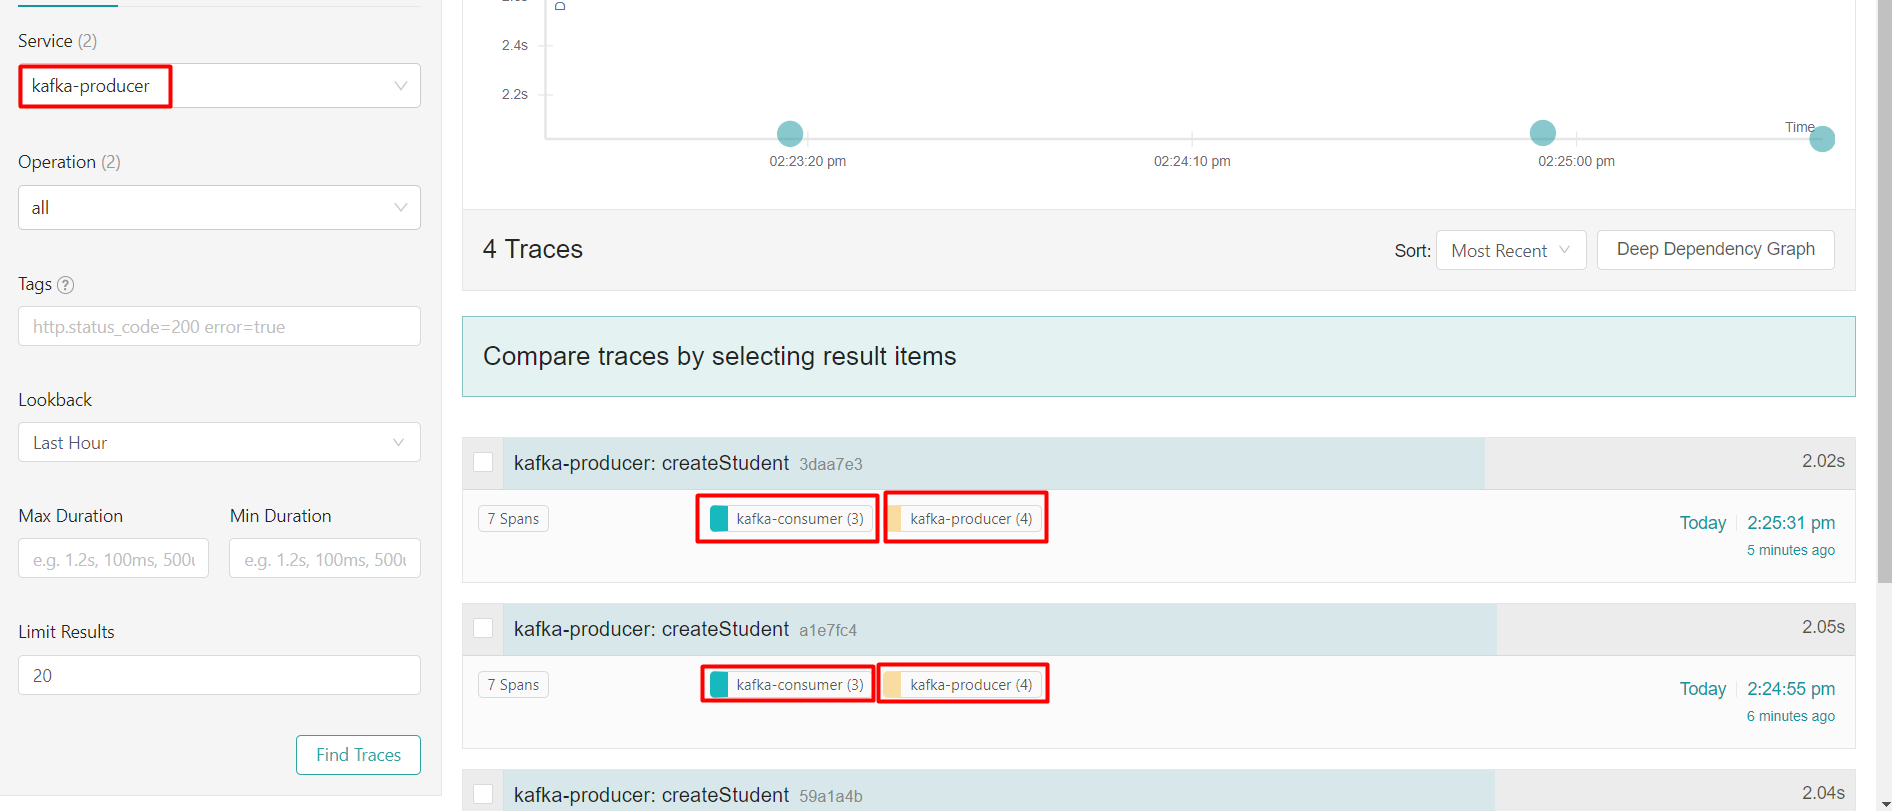 Service (2)
kafka-producer
Operation (2)
all
Tags ?
http.status_code=200 error=true
Lookback
Last Hour
Max Duration
Min Duration
e.g. 1.2s, 100ms, 500u
e.g. 1.2s, 100ms, 500u
Limit Results
20
Find Traces
D
2.4s
2.2s
Time
02:23:20 pm
02:24:10 pm
02:25:00 pm
4 Traces
Sort: Most Recent
Deep Dependency Graph
Compare traces by selecting result items
kafka-producer: createStudent 3daa7e3
2.02s
7 Spans
kafka-consumer (3)
kafka-producer (4)
Today 2:25:31 pm
5 minutes ago
kafka-producer: createStudent a1e7fc4
2.05s
7 Spans
kafka-consumer (3)
kafka-producer (4)
Today 2:24:55 pm
6 minutes ago
kafka-producer: createStudent 59a1a4b
2.04s